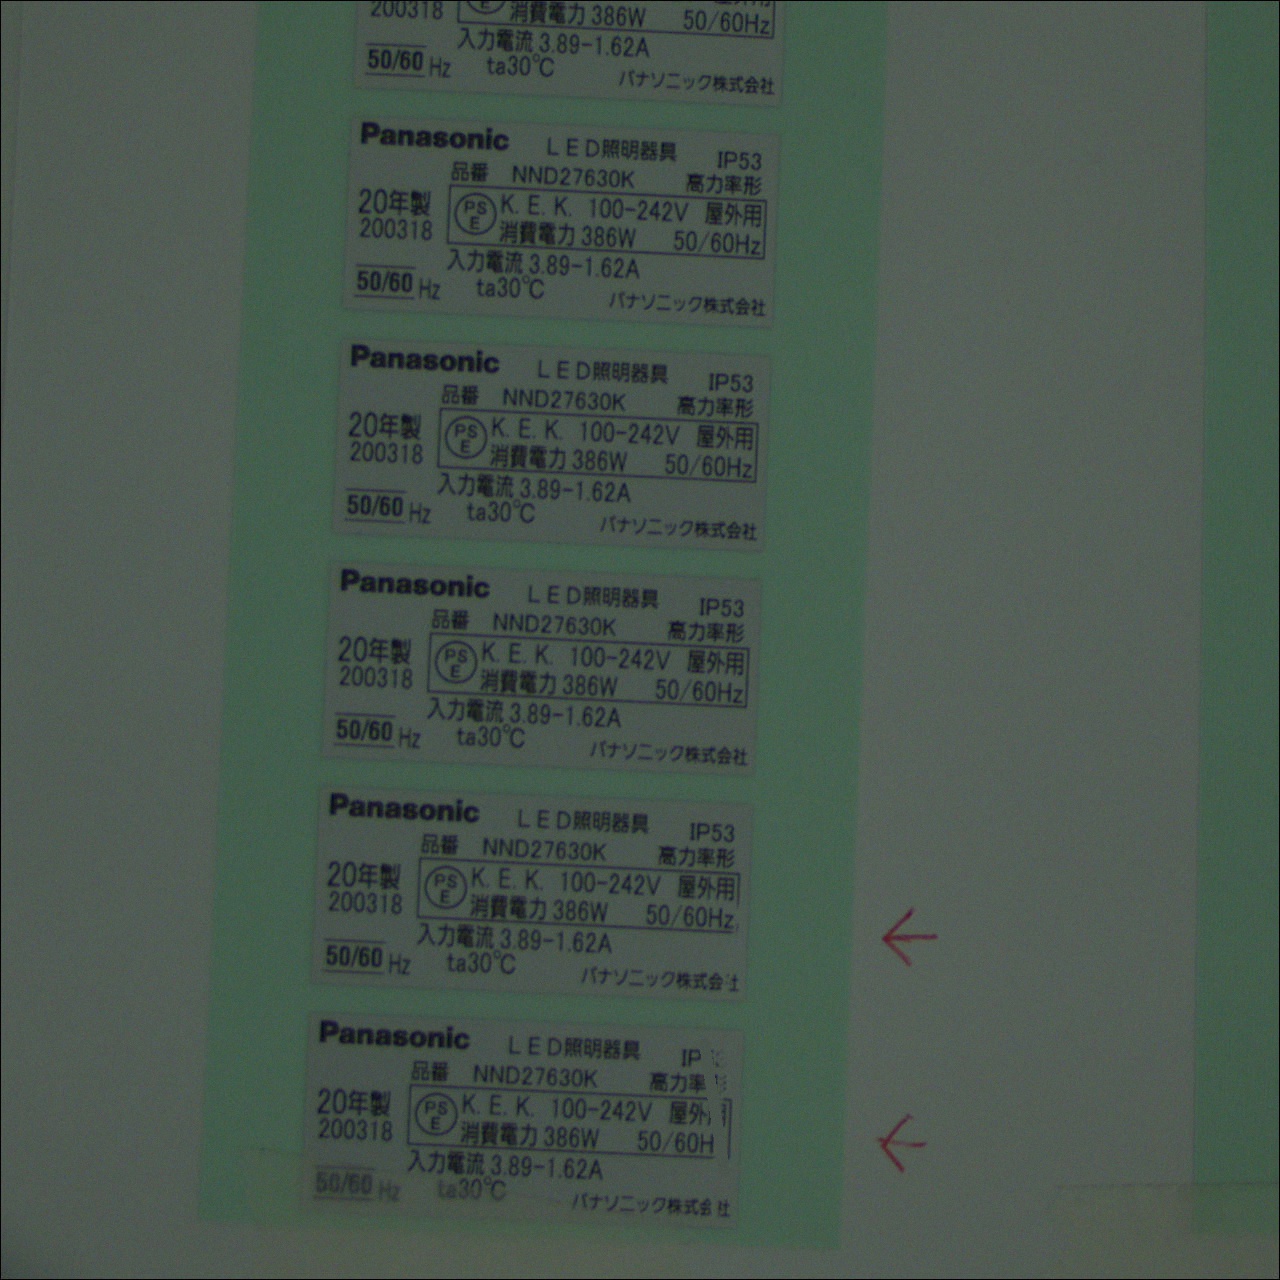 200318
消費電力 386W 50/60Hz
入力電流 3.89-1.62A
50/60 Hz ta30℃
パナソニック株式会社
Panasonic LED照明器具 IP53
品番 NND27630K 高力率形
20年製 PS E K. E. K. 100-242V 屋外用
200318 消費電力 386W 50/60Hz
入力電流 3.89-1.62A
50/60 Hz ta30℃
パナソニック株式会社
Panasonic LED照明器具 IP53
品番 NND27630K 高力率形
20年製 PS E K. E. K. 100-242V 屋外用
200318 消費電力 386W 50/60Hz
入力電流 3.89-1.62A
50/60 Hz ta30℃
パナソニック株式会社
Panasonic LED照明器具 IP53
品番 NND27630K 高力率形
20年製 PS E K. E. K. 100-242V 屋外用
200318 消費電力 386W 50/60Hz
入力電流 3.89-1.62A
50/60 Hz ta30℃
パナソニック株式会社
Panasonic LED照明器具 IP53
品番 NND27630K 高力率形
20年製 PS E K. E. K. 100-242V 屋外用
200318 消費電力 386W 50/60Hz
入力電流 3.89-1.62A
50/60 Hz ta30℃
パナソニック株式会社
Panasonic LED照明器具 IP
品番 NND27630K 高力率形
20年製 PS E K. E. K. 100-242V 屋外用
200318 消費電力 386W 50/60H
入力電流 3.89-1.62A
50/60 Hz ta30℃
パナソニック株式会社